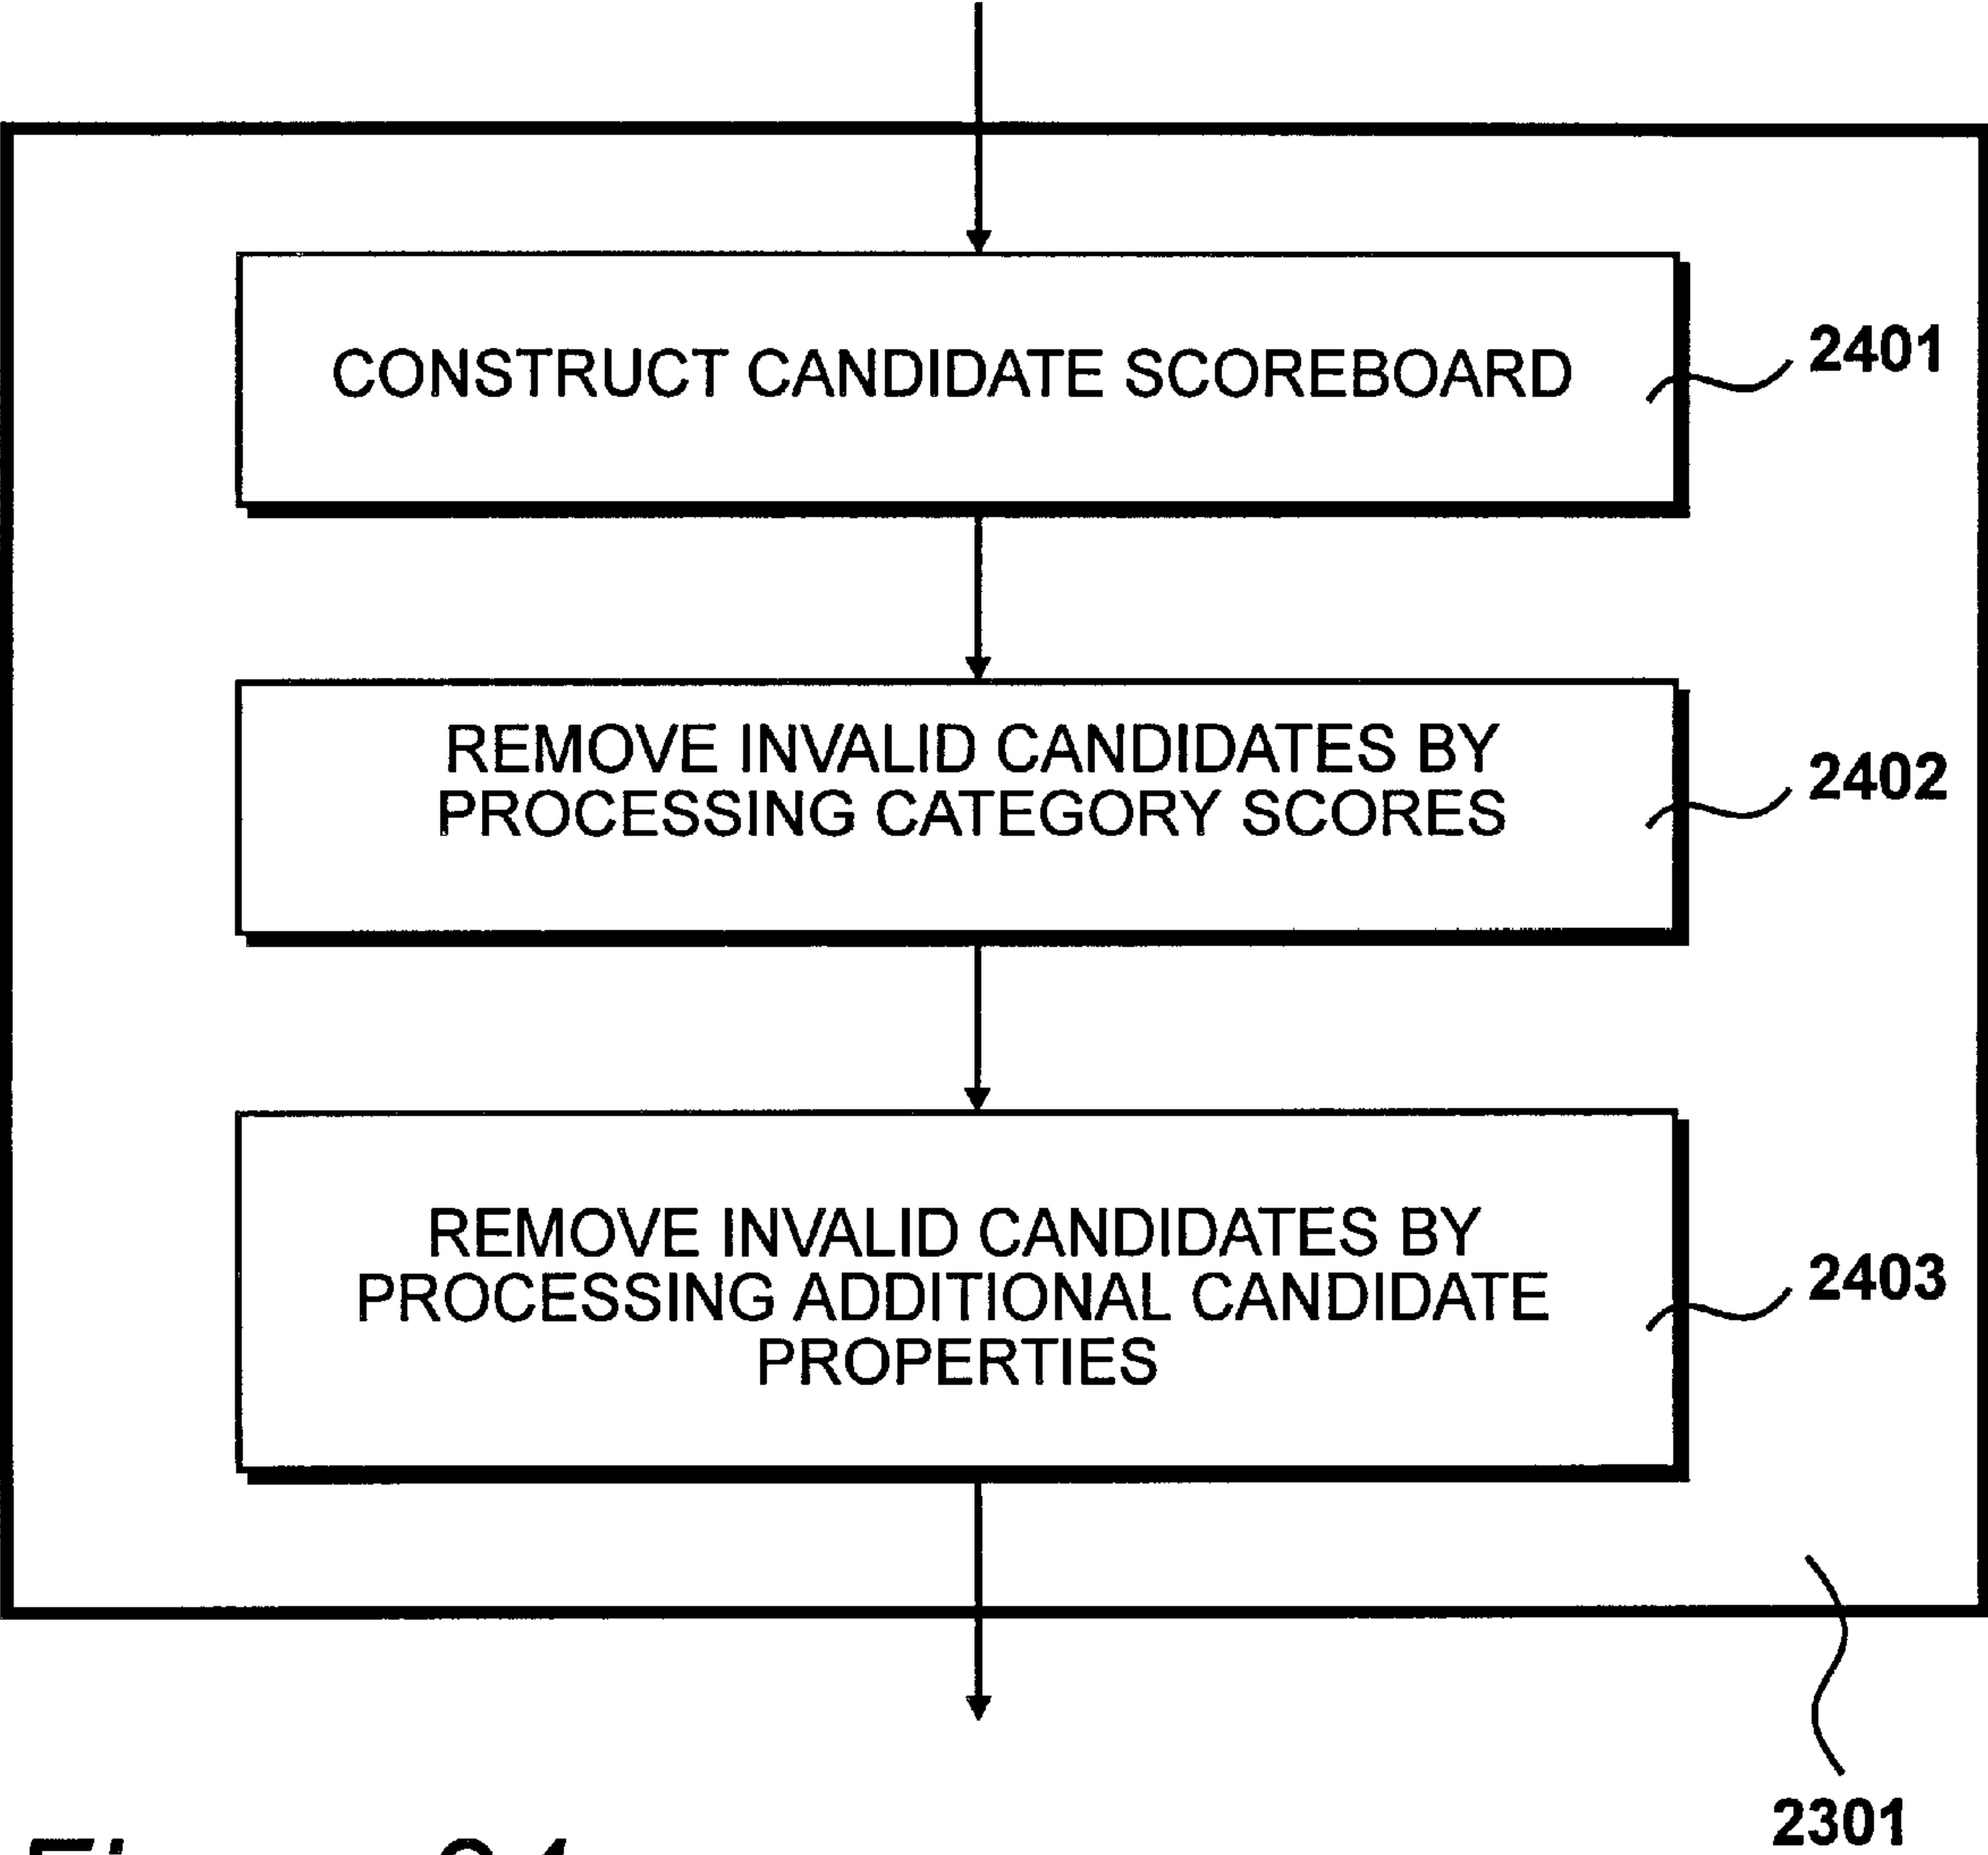 CONSTRUCT CANDIDATE SCOREBOARD
2401
REMOVE INVALID CANDIDATES BY
PROCESSING CATEGORY SCORES
2402
REMOVE INVALID CANDIDATES BY
PROCESSING ADDITIONAL CANDIDATE
PROPERTIES
2403
2301